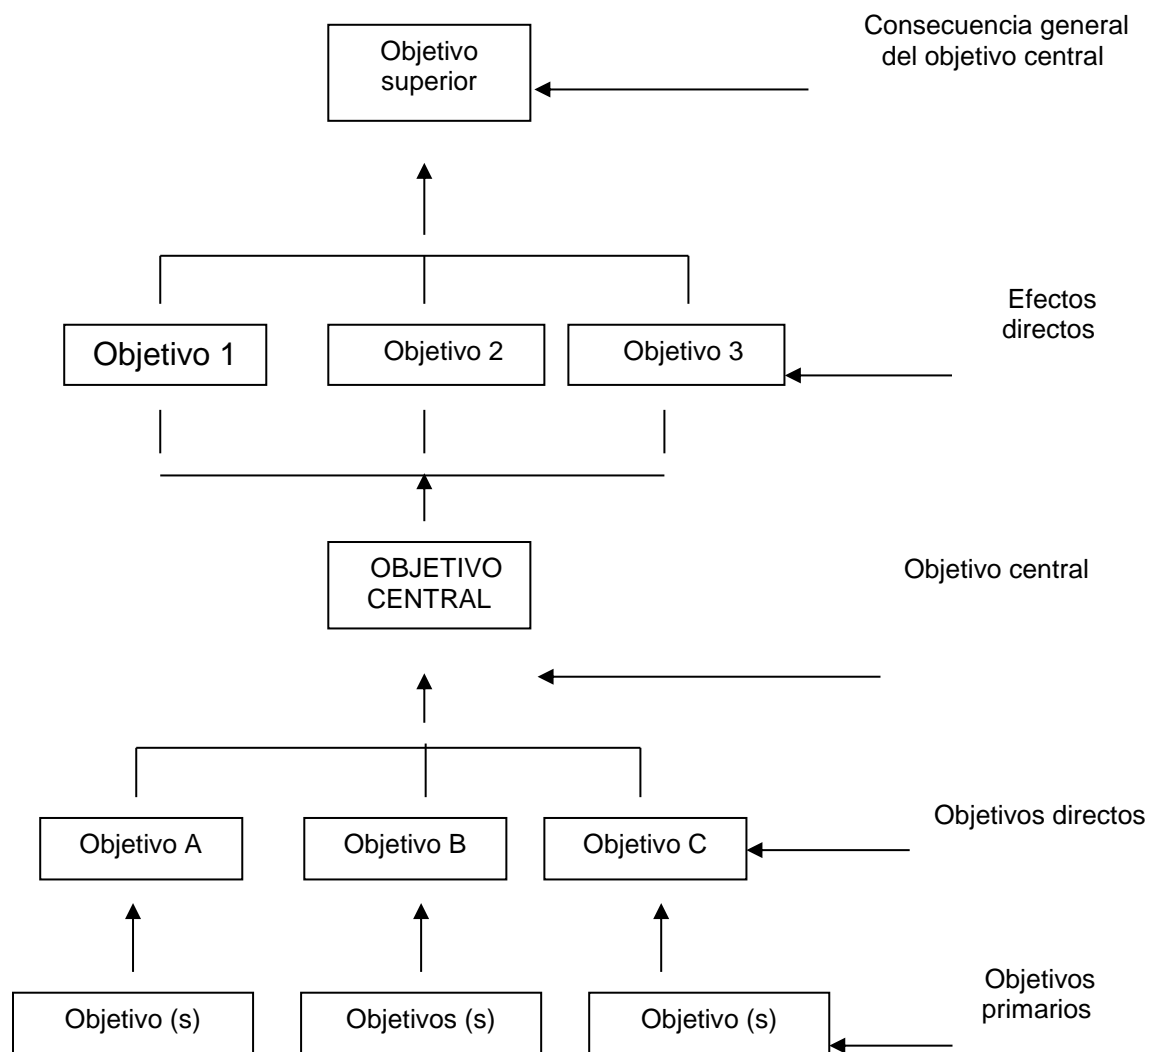 Consecuencia general
del objetivo central
Objetivo
superior
Efectos
directos
Objetivo 1
Objetivo 2
Objetivo 3
OBJETIVO
CENTRAL
Objetivo central
Objetivos directos
Objetivo A
Objetivo B
Objetivo C
Objetivos
primarios
Objetivo (s)
Objetivos (s)
Objetivo (s)